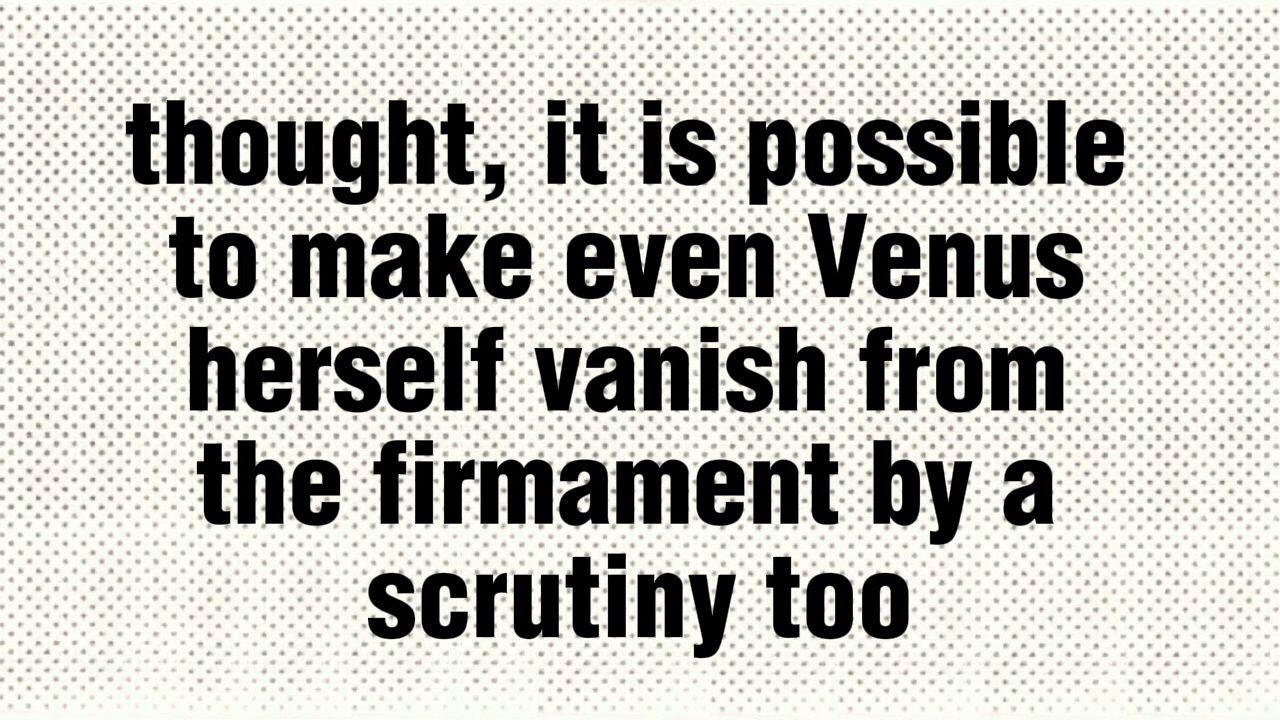 thought, it is possible
to make even Venus
herself vanish from
the firmament by a
scrutiny too